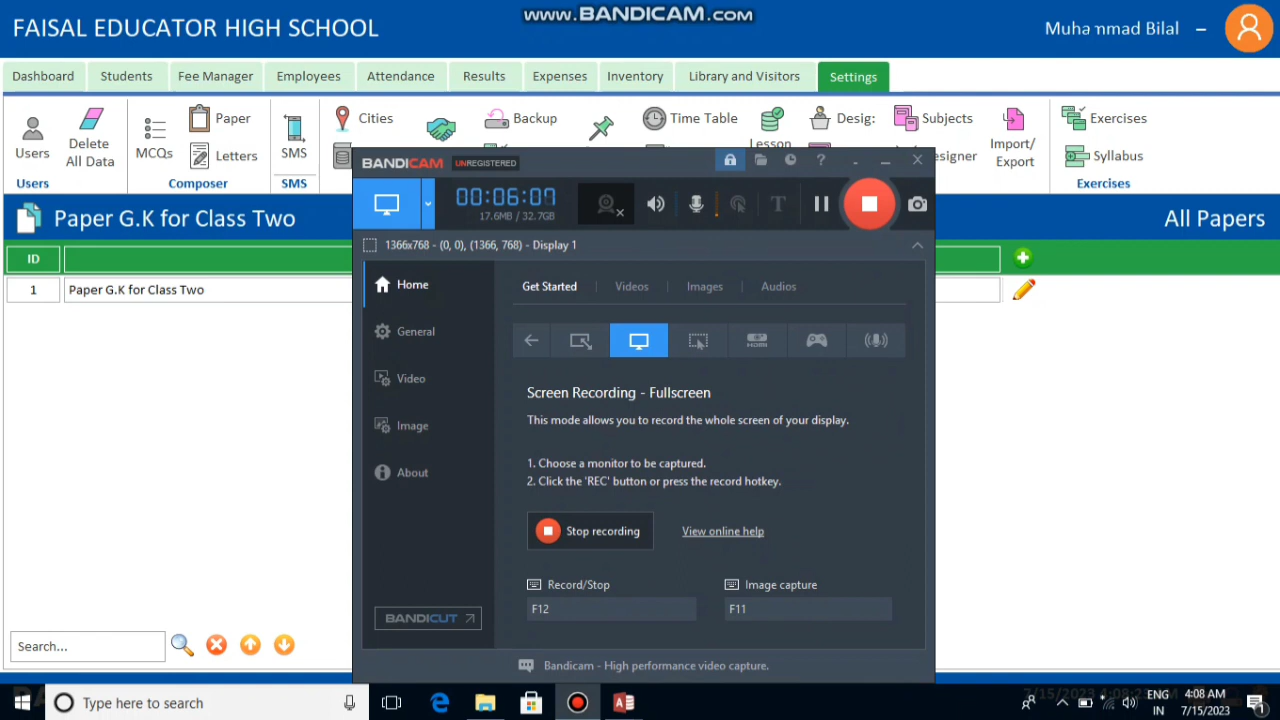 www.BANDICAM.com
FAISAL EDUCATOR HIGH SCHOOL
Muhammad Bilal
Dashboard Students Fee Manager Employees Attendance Results Expenses Inventory Library and Visitors Settings
Users
Delete All Data
MCQs
Paper
Letters
SMS
Cities
Backup
Time Table
Lesson
Desig:
Subjects
Import/
Export
Exercises
Syllabus
Users
Composer
SMS
Exercises
Paper G.K for Class Two
All Papers
ID
1 Paper G.K for Class Two
BANDICAM UNREGISTERED
00:06:07
17.6MB / 32.7GB
1366x768 - (0, 0), (1366, 768) - Display 1
Home
General
Video
Image
About
BANDICUT
Get Started Videos Images Audios
HDMI
Screen Recording - Fullscreen
This mode allows you to record the whole screen of your display.
1. Choose a monitor to be captured.
2. Click the 'REC' button or press the record hotkey.
Stop recording
View online help
Record/Stop
F12
Image capture
F11
Bandicam - High performance video capture.
Search...
Type here to search
ENG
IN
4:08 AM
7/15/2023
1